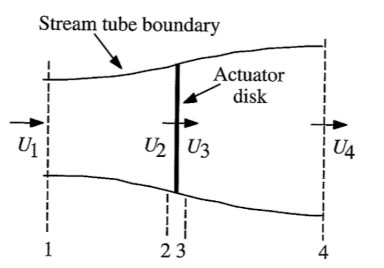 Stream tube boundary
Actuator
disk
U1 U2 U3 U4
1 2 3 4